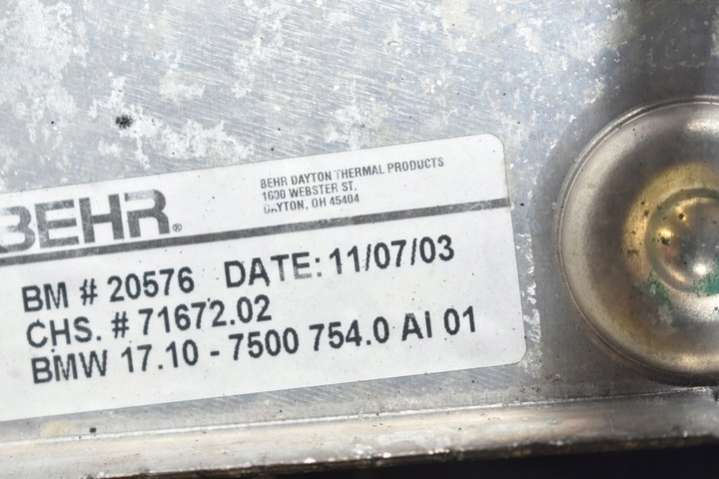 BEHR®
BEHR DAYTON THERMAL PRODUCTS
1600 WEBSTER ST.
DAYTON, OH 45404
BM # 20576 DATE: 11/07/03
CHS. # 71672.02
BMW 17.10 - 7500 754.0 AI 01